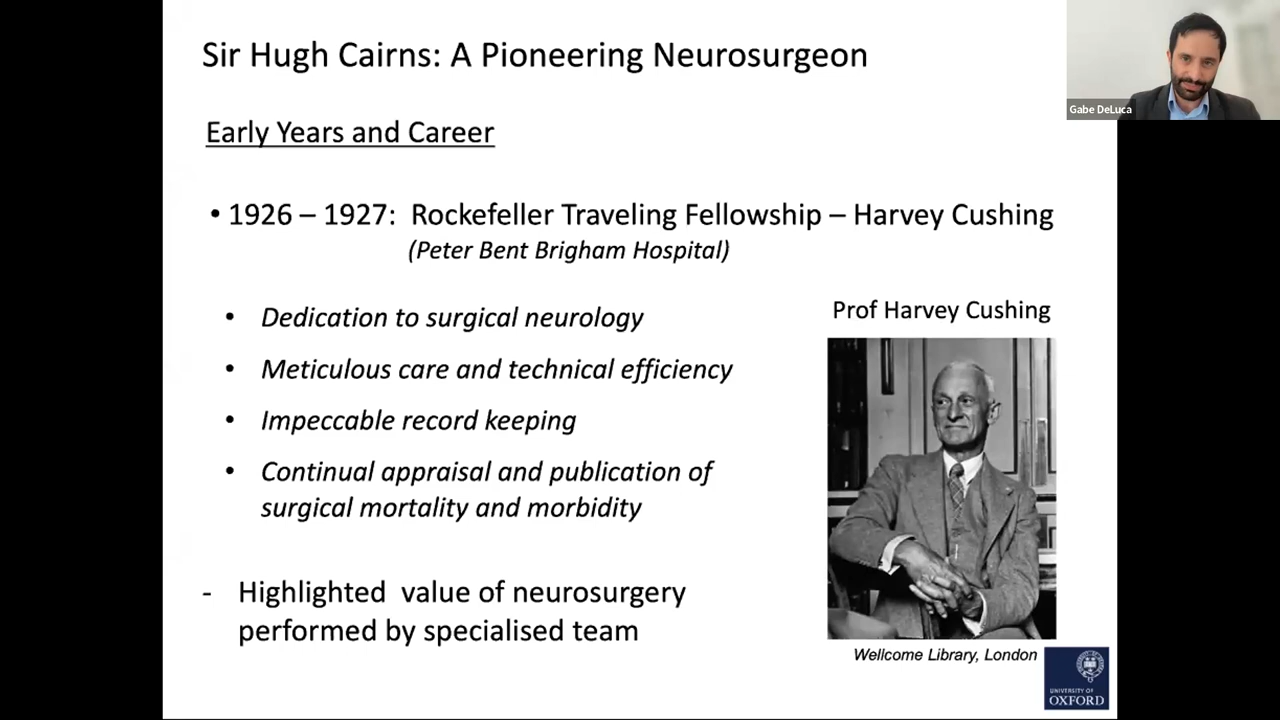 Sir Hugh Cairns: A Pioneering Neurosurgeon
Gabe DeLuca
Early Years and Career
• 1926 – 1927: Rockefeller Traveling Fellowship – Harvey Cushing
(Peter Bent Brigham Hospital)
• Dedication to surgical neurology
• Meticulous care and technical efficiency
• Impeccable record keeping
• Continual appraisal and publication of
surgical mortality and morbidity
- Highlighted value of neurosurgery
performed by specialised team
Prof Harvey Cushing
Wellcome Library, London
UNIVERSITY OF
OXFORD